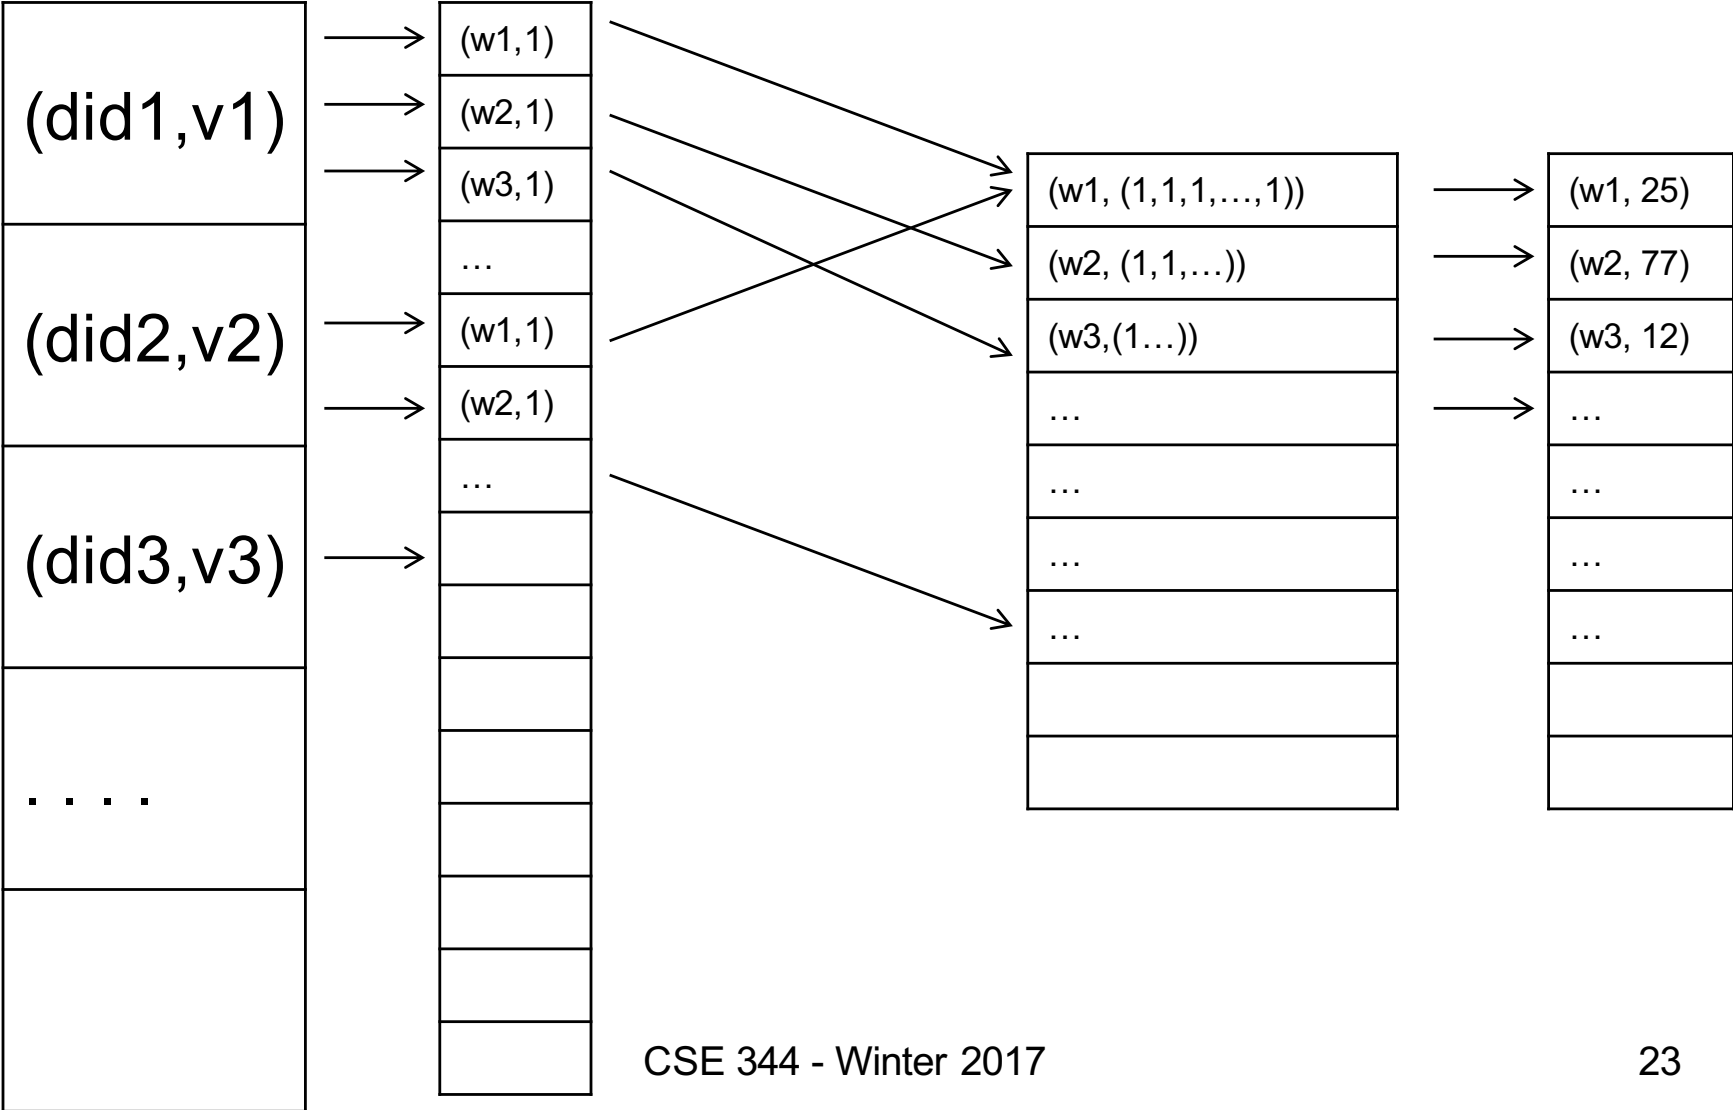 (did1,v1)
(did2,v2)
(did3,v3)
. . . .
(w1,1)
(w2,1)
(w3,1)
…
(w1,1)
(w2,1)
…
(w1, (1,1,1,…,1))
(w2, (1,1,…))
(w3,(1…))
…
…
…
…
(w1, 25)
(w2, 77)
(w3, 12)
…
…
…
…
CSE 344 - Winter 2017
23